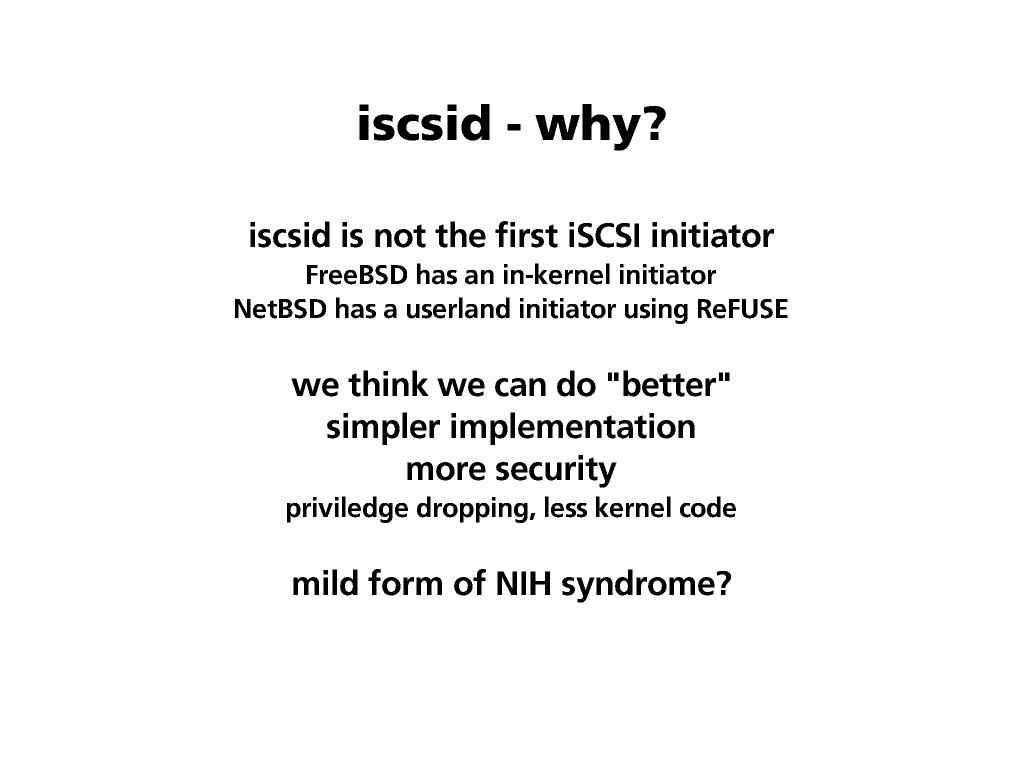 iscsid - why?
iscsid is not the first iSCSI initiator
FreeBSD has an in-kernel initiator
NetBSD has a userland initiator using ReFUSE
we think we can do "better"
simpler implementation
more security
priviledge dropping, less kernel code
mild form of NIH syndrome?